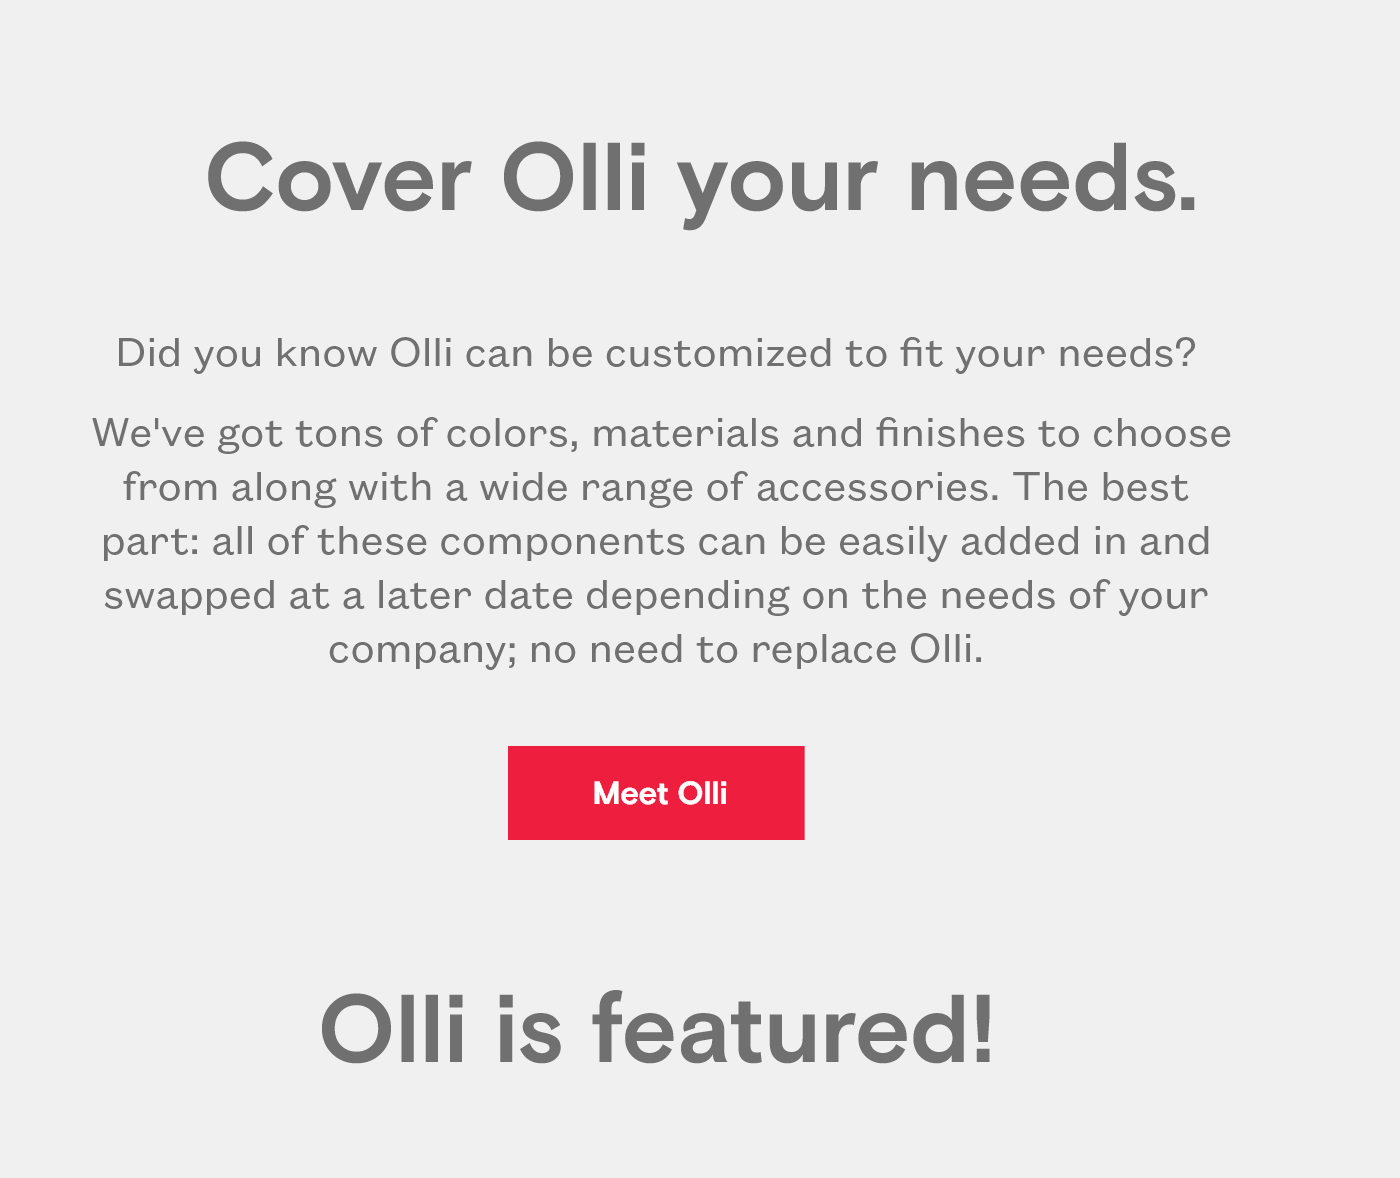 Cover Olli your needs.
Did you know Olli can be customized to fit your needs?
We've got tons of colors, materials and finishes to choose
from along with a wide range of accessories. The best
part: all of these components can be easily added in and
swapped at a later date depending on the needs of your
company; no need to replace Olli.
Meet Olli
Olli is featured!